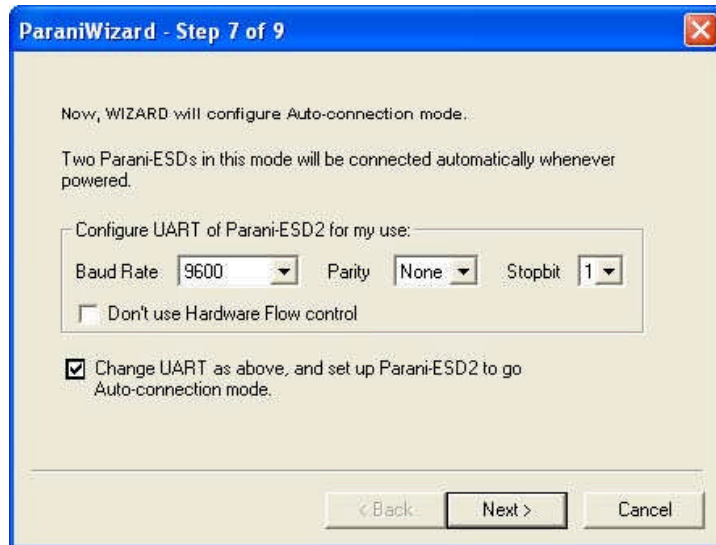 ParaniWizard - Step 7 of 9
Now, WIZARD will configure Auto-connection mode.
Two Parani-ESDs in this mode will be connected automatically whenever
powered.
Configure UART of Parani-ESD2 for my use:
Baud Rate 9600 Parity None Stopbit 1
Don't use Hardware Flow control
Change UART as above, and set up Parani-ESD2 to go
Auto-connection mode.
< Back Next > Cancel